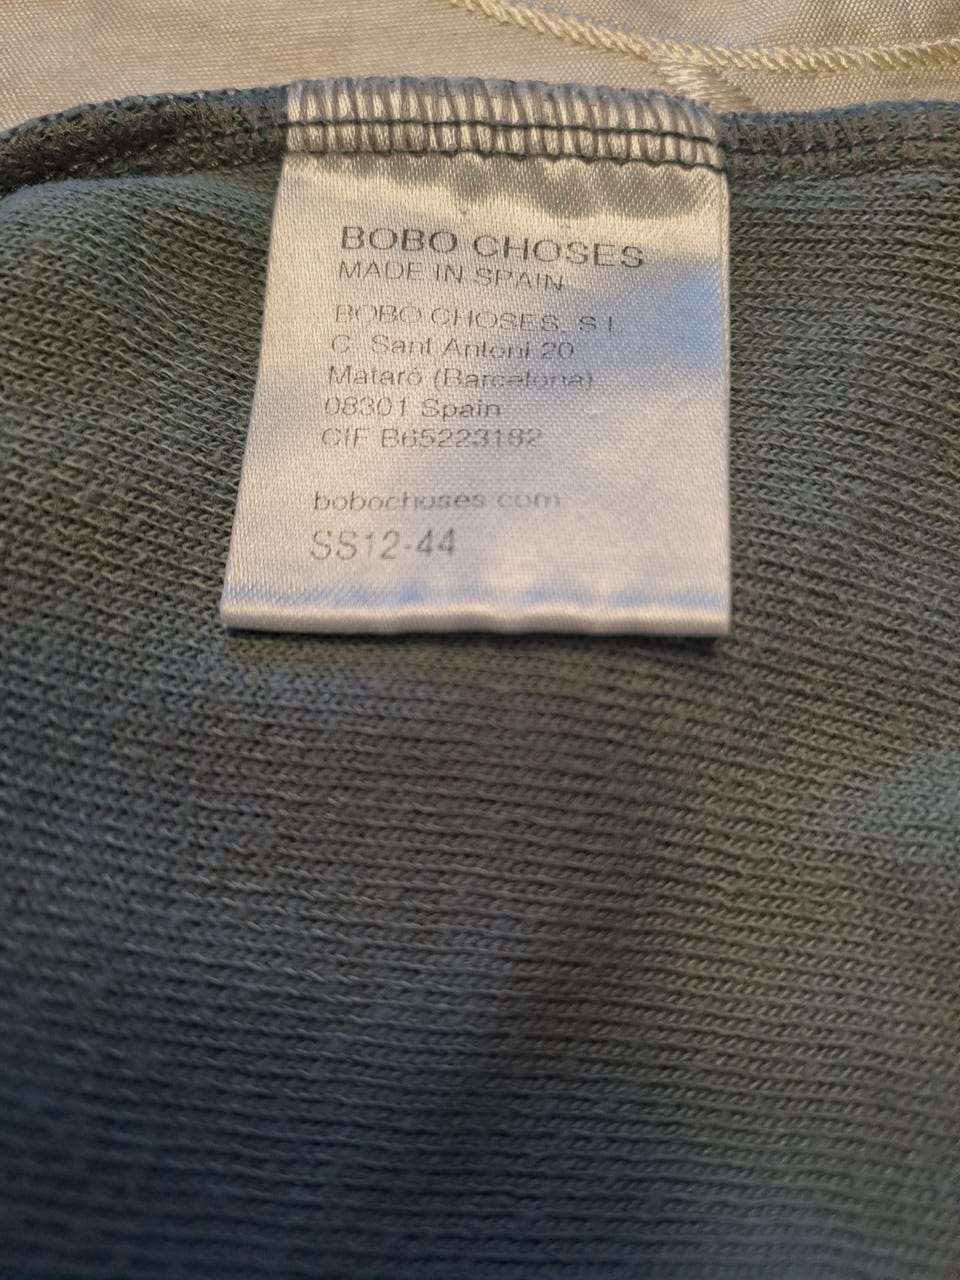 BOBO CHOSES
MADE IN SPAIN
BOBO CHOSES, S L
C Sant Antoni 20
Mataró (Barcelona)
08301 Spain
CIF B65223182
bobochoses com
SS12-44